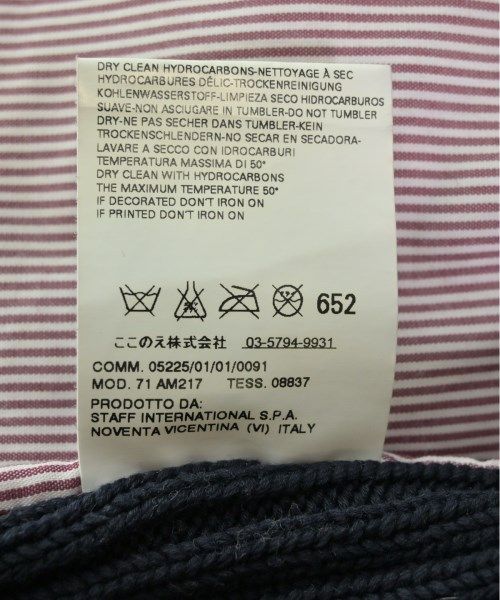 DRY CLEAN HYDROCARBONS-NETTOYAGE À SEC
HYDROCARBURES DÉLIC-TROCKENREINIGUNG
KOHLENWASSERSTOFF-LIMPIEZA SECO HIDROCARBUROS
SUAVE-NON ASCIUGARE IN TUMBLER-DO NOT TUMBLER
DRY-NE PAS SECHER DANS TUMBLER-KEIN
TROCKENSCHLENDERN-NO SECAR EN SECADORA-
LAVARE A SECCO CON IDROCARBURI
TEMPERATURA MASSIMA DI 50°
DRY CLEAN WITH HYDROCARBONS
THE MAXIMUM TEMPERATURE 50°
IF DECORATED DON'T IRON ON
IF PRINTED DON'T IRON ON
652
ここのえ株式会社 03-5794-9931
COMM. 05225/01/01/0091
MOD. 71 AM217 TESS. 08837
PRODOTTO DA:
STAFF INTERNATIONAL S.P.A.
NOVENTA VICENTINA (VI) ITALY